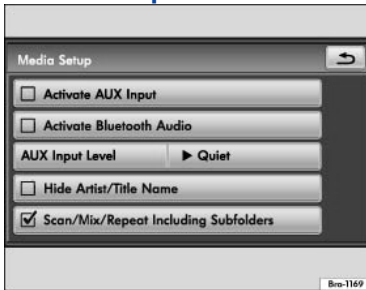 Media Setup
Activate AUX Input
Activate Bluetooth Audio
AUX Input Level ▶ Quiet
Hide Artist/Title Name
Scan/Mix/Repeat Including Subfolders
Bra-1169